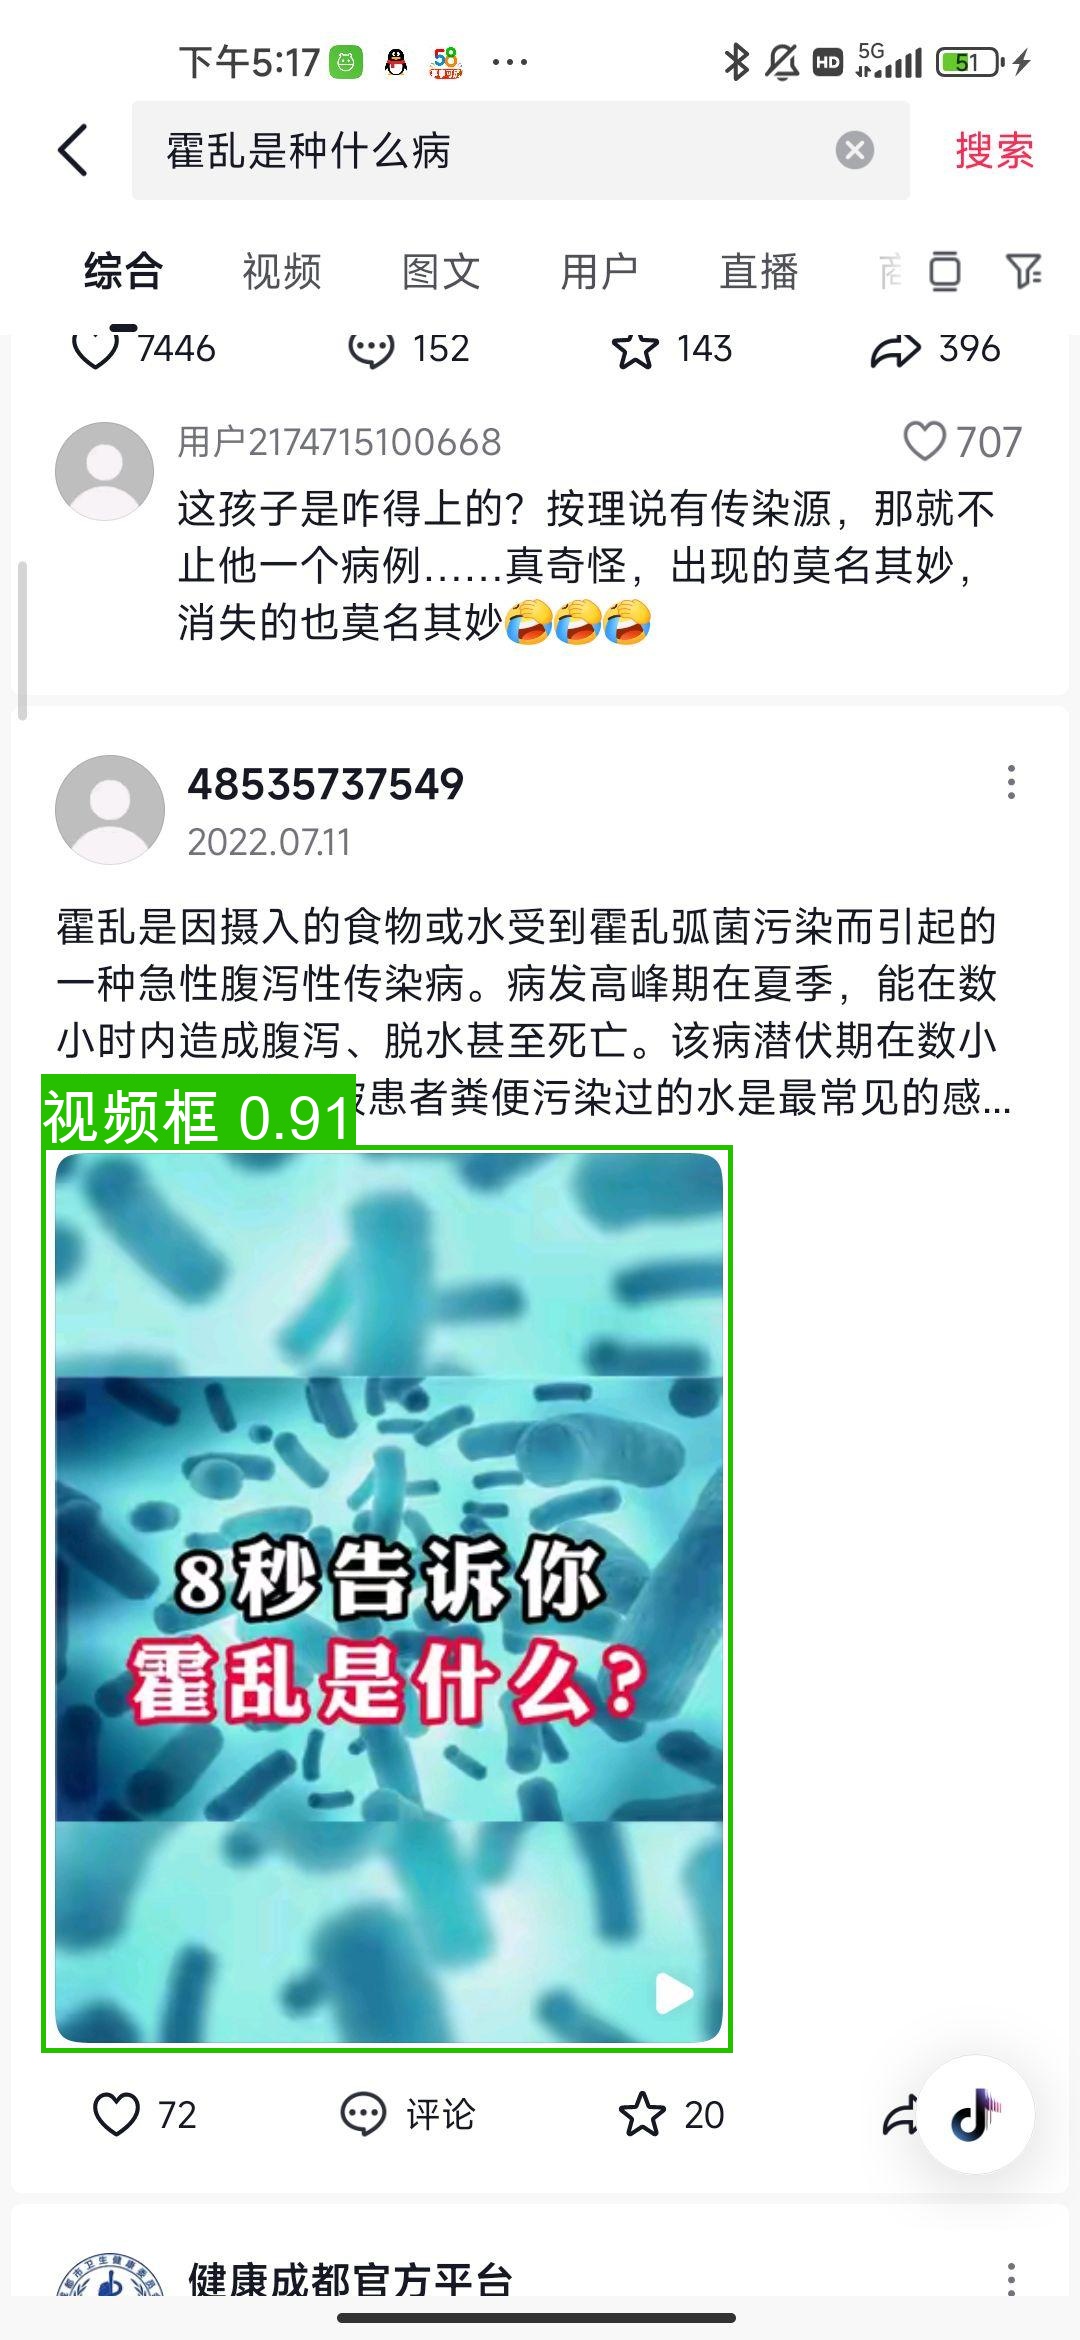 下午5:17
58
...
HD
5G
51
霍乱是种什么病
搜索
综合
视频
图文
用户
直播
7446
152
143
396
用户2174715100668
707
这孩子是咋得上的？按理说有传染源，那就不
止他一个病例……真奇怪，出现的莫名其妙，
消失的也莫名其妙
48535737549
2022.07.11
霍乱是因摄入的食物或水受到霍乱弧菌污染而引起的
一种急性腹泻性传染病。病发高峰期在夏季，能在数
小时内造成腹泻、脱水甚至死亡。该病潜伏期在数小
视频框 0.91
患者粪便污染过的水是最常见的感...
8秒告诉你
霍乱是什么?
72
评论
20
健康成都官方平台